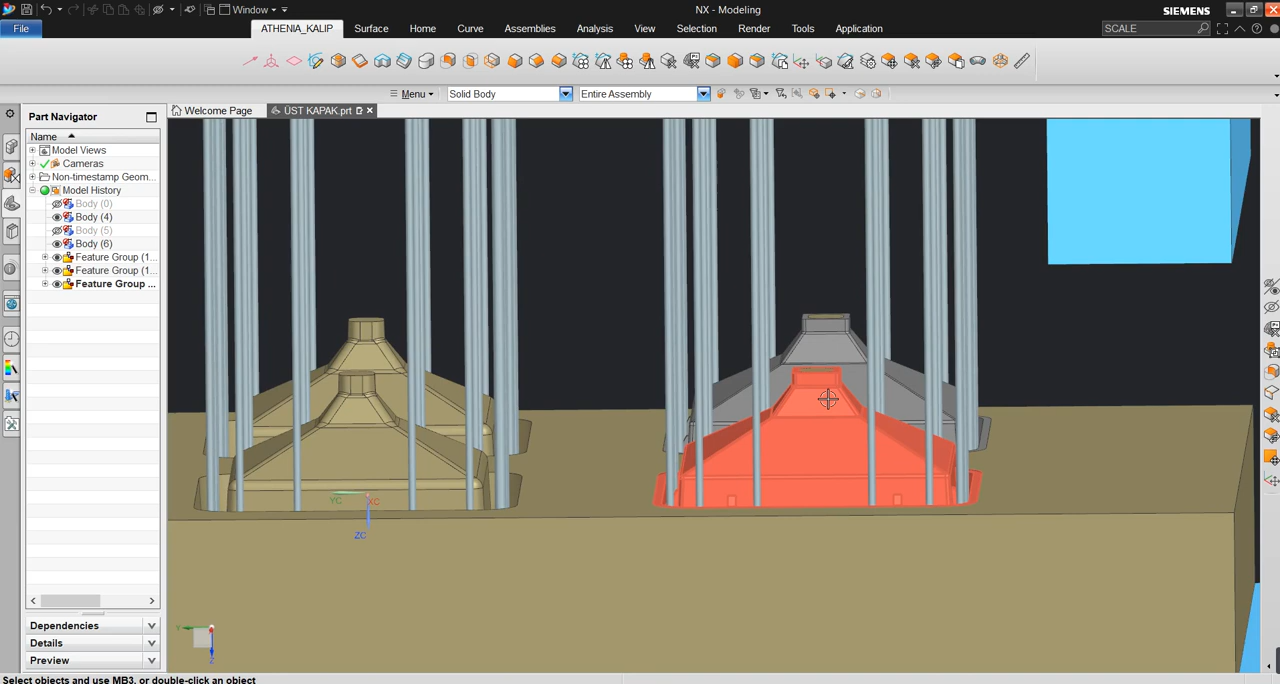 Window
NX - Modeling
SIEMENS
File
ATHENIA_KALIP
Surface
Home
Curve
Assemblies
Analysis
View
Selection
Render
Tools
Application
SCALE
Menu
Solid Body
Entire Assembly
Part Navigator
Welcome Page
ÜST KAPAK.prt
Name
Model Views
Cameras
Non-timestamp Geom...
Model History
Body (0)
Body (4)
Body (5)
Body (6)
Feature Group (1...
Feature Group (1...
Feature Group ...
YC
XC
ZC
Dependencies
Details
Preview
Y
Z
Select objects and use MB3, or double-click an object